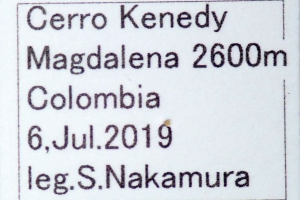 Cerro Kenedy
Magdalena 2600m
Colombia
6,Jul.2019
leg.S.Nakamura